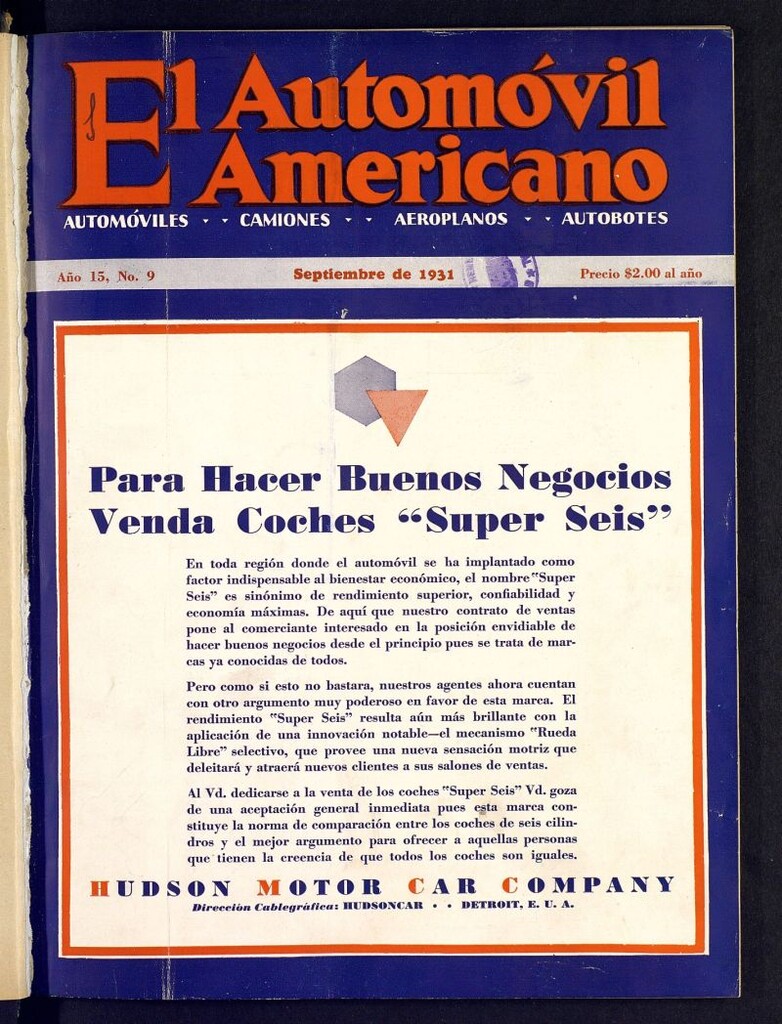 El Automóvil
Americano
AUTOMÓVILES · · CAMIONES · · AEROPLANOS · · AUTOBOTES
Año 15, No. 9 Septiembre de 1931 Precio $2.00 al año
Para Hacer Buenos Negocios
Venda Coches “Super Seis”
En toda región donde el automóvil se ha implantado como
factor indispensable al bienestar económico, el nombre “Super
Seis” es sinónimo de rendimiento superior, confiabilidad y
economía máximas. De aquí que nuestro contrato de ventas
pone al comerciante interesado en la posición envidiable de
hacer buenos negocios desde el principio pues se trata de mar-
cas ya conocidas de todos.
Pero como si esto no bastara, nuestros agentes ahora cuentan
con otro argumento muy poderoso en favor de esta marca. El
rendimiento “Super Seis” resulta aún más brillante con la
aplicación de una innovación notable—el mecanismo “Rueda
Libre” selectivo, que provee una nueva sensación motriz que
deleitará y atraerá nuevos clientes a sus salones de ventas.
Al Vd. dedicarse a la venta de los coches “Super Seis” Vd. goza
de una aceptación general inmediata pues esta marca con-
stituye la norma de comparación entre los coches de seis cilin-
dros y el mejor argumento para ofrecer a aquellas personas
que tienen la creencia de que todos los coches son iguales.
HUDSON MOTOR CAR COMPANY
Dirección Cablegráfica: HUDSONCAR · · DETROIT, E. U. A.